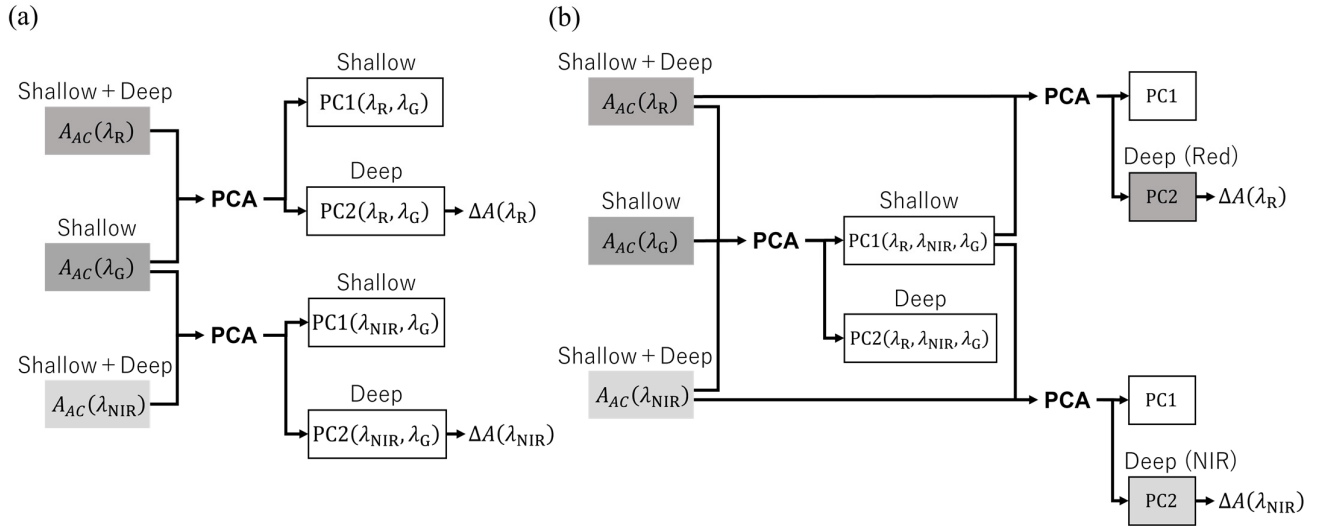 (a)
Shallow + Deep
A_AC(λ_R)
Shallow
A_AC(λ_G)
Shallow + Deep
A_AC(λ_NIR)
PCA
PCA
Shallow
PC1(λ_R, λ_G)
Deep
PC2(λ_R, λ_G)
ΔA(λ_R)
Shallow
PC1(λ_NIR, λ_G)
Deep
PC2(λ_NIR, λ_G)
ΔA(λ_NIR)
(b)
Shallow + Deep
A_AC(λ_R)
Shallow
A_AC(λ_G)
Shallow + Deep
A_AC(λ_NIR)
PCA
Shallow
PC1(λ_R, λ_NIR, λ_G)
Deep
PC2(λ_R, λ_NIR, λ_G)
PCA
PC1
Deep (Red)
PC2
ΔA(λ_R)
PCA
PC1
Deep (NIR)
PC2
ΔA(λ_NIR)